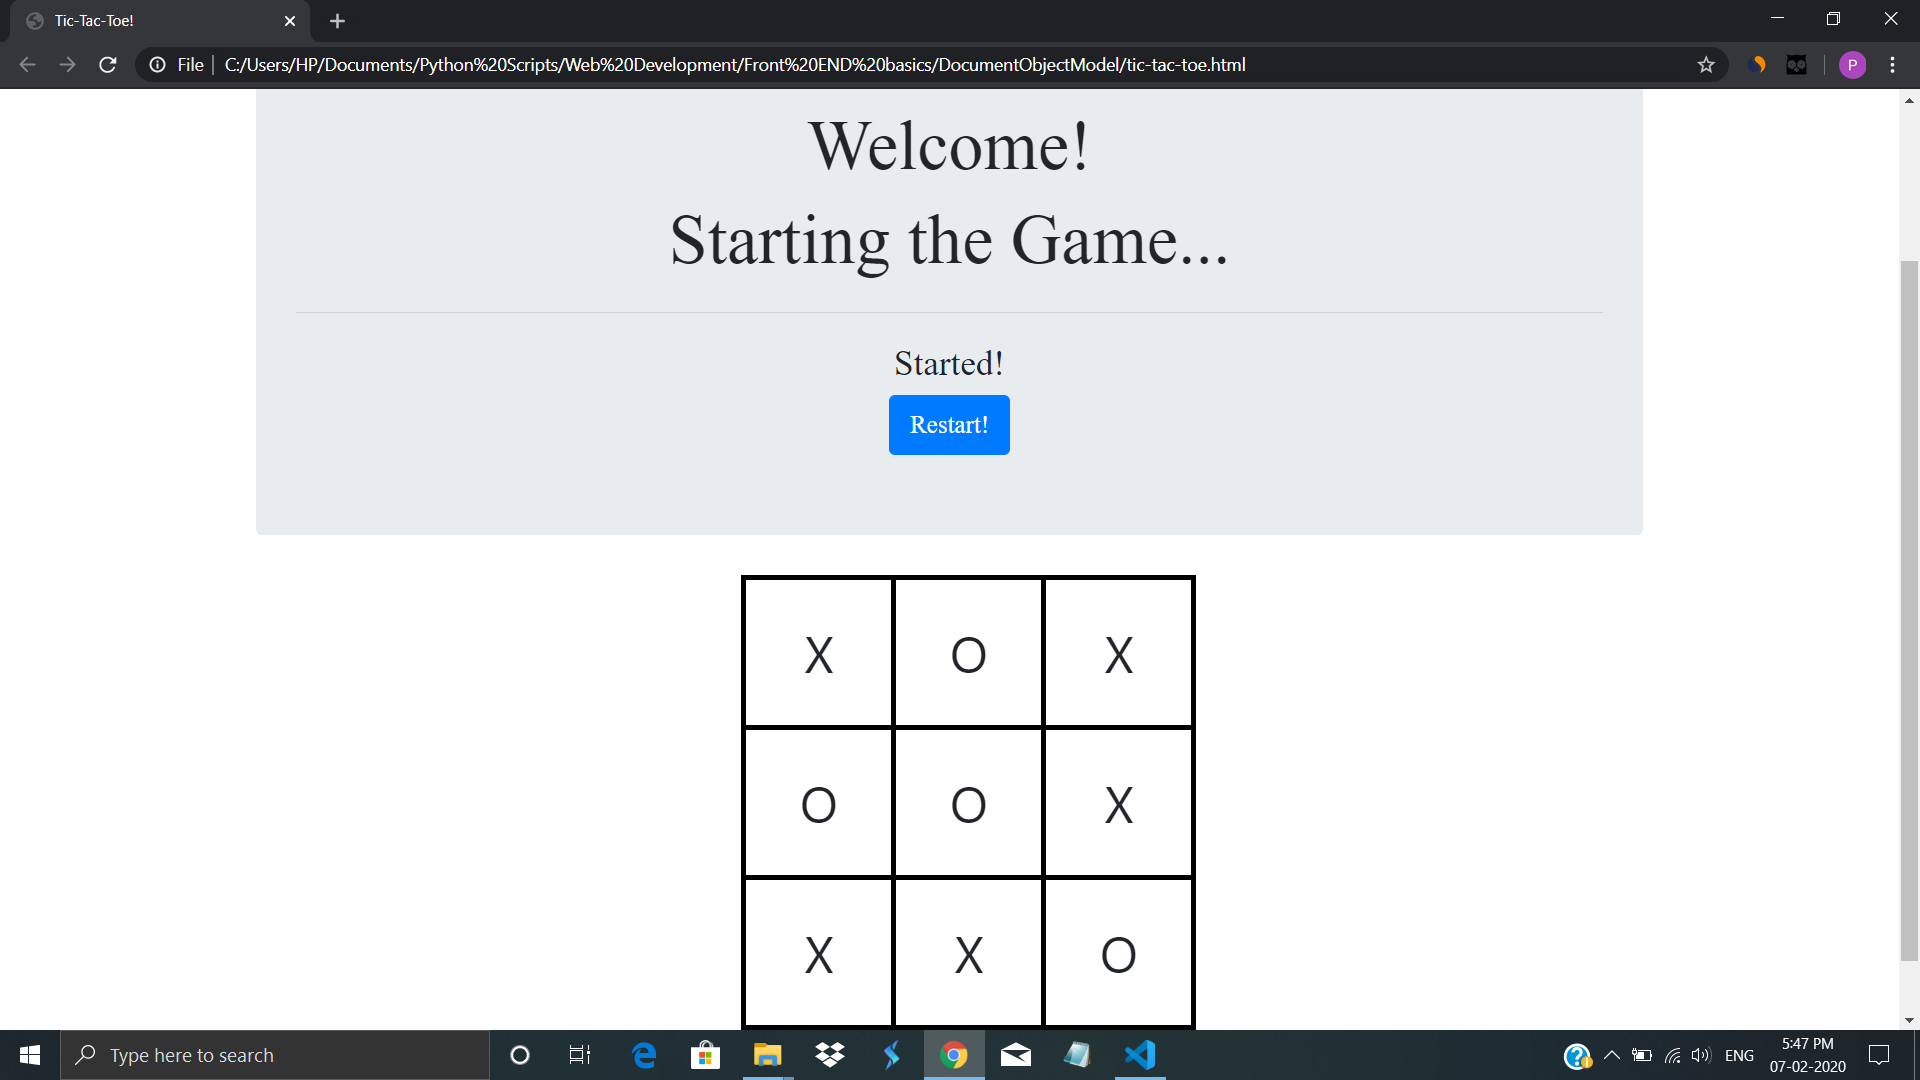 Tic-Tac-Toe!
File C:/Users/HP/Documents/Python%20Scripts/Web%20Development/Front%20END%20basics/DocumentObjectModel/tic-tac-toe.html
P
Welcome!
Starting the Game...
Started!
Restart!
X O X
O O X
X X O
Type here to search
ENG
5:47 PM
07-02-2020